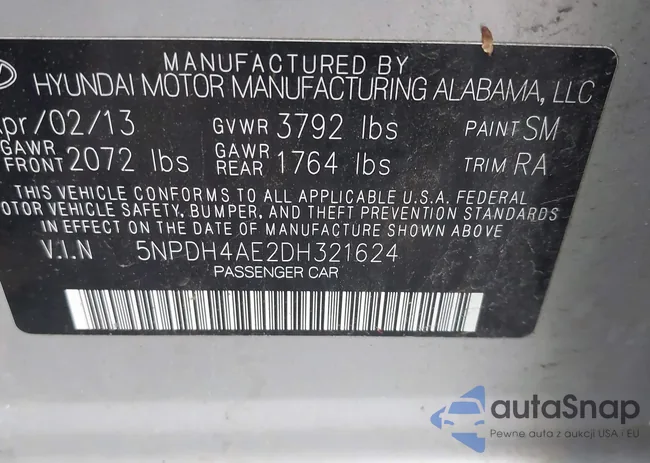 MANUFACTURED BY
HYUNDAI MOTOR MANUFACTURING ALABAMA, LLC
Apr/02/13 GVWR 3792 lbs PAINT SM
GAWR FRONT 2072 lbs GAWR REAR 1764 lbs TRIM RA
THIS VEHICLE CONFORMS TO ALL APPLICABLE U.S.A. FEDERAL
MOTOR VEHICLE SAFETY, BUMPER, AND THEFT PREVENTION STANDARDS
IN EFFECT ON THE DATE OF MANUFACTURE SHOWN ABOVE
V.I.N 5NPDH4AE2DH321624
PASSENGER CAR
autoSnap
Pewne auta z aukcji USA i EU